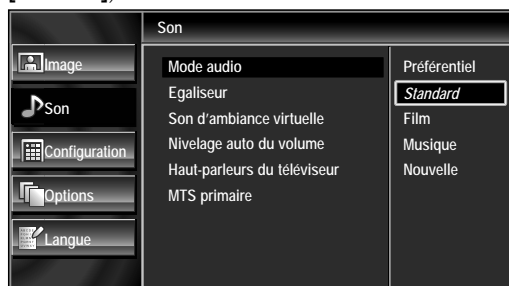 Son
Image
Son
Configuration
Options
Langue
Mode audio
Egaliseur
Son d'ambiance virtuelle
Nivelage auto du volume
Haut-parleurs du téléviseur
MTS primaire
Préférentiel
Standard
Film
Musique
Nouvelle